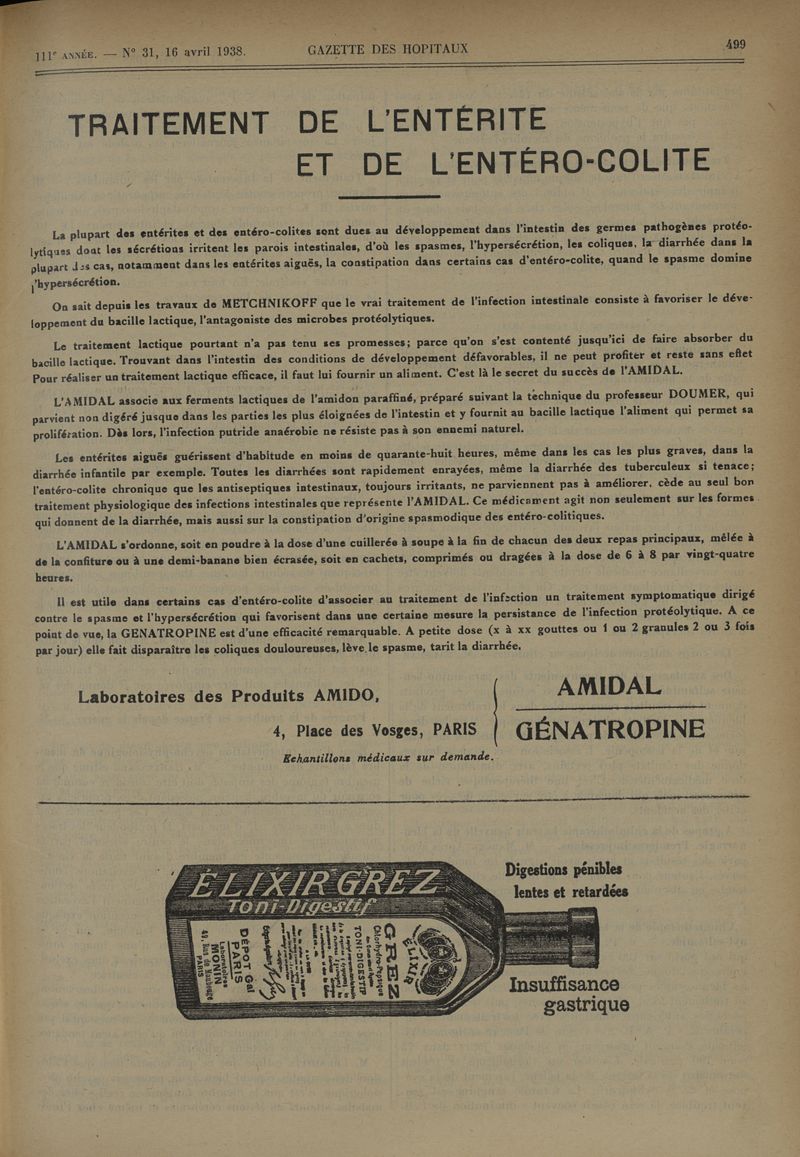 111e ANNÉE. — N° 31, 16 avril 1938.
GAZETTE DES HOPITAUX
499
TRAITEMENT DE L'ENTÉRITE
ET DE L'ENTÉRO-COLITE
La plupart des entérites et des entéro-colites sont dues au développement dans l'intestin des germes pathogènes protéo-
lytiques dont les sécrétions irritent les parois intestinales, d'où les spasmes, l'hypersécrétion, les coliques, la diarrhée dans la
plupart des cas, notamment dans les entérites aiguës, la constipation dans certains cas d'entéro-colite, quand le spasme domine
l'hypersécrétion.
On sait depuis les travaux de METCHNIKOFF que le vrai traitement de l'infection intestinale consiste à favoriser le déve-
loppement du bacille lactique, l'antagoniste des microbes protéolytiques.
Le traitement lactique pourtant n'a pas tenu ses promesses; parce qu'on s'est contenté jusqu'ici de faire absorber du
bacille lactique. Trouvant dans l'intestin des conditions de développement défavorables, il ne peut profiter et reste sans effet
Pour réaliser un traitement lactique efficace, il faut lui fournir un aliment. C'est là le secret du succès de l'AMIDAL.
L'AMIDAL associe aux ferments lactiques de l'amidon paraffiné, préparé suivant la technique du professeur DOUMER, qui
parvient non digéré jusque dans les parties les plus éloignées de l'intestin et y fournit au bacille lactique l'aliment qui permet sa
prolifération. Dès lors, l'infection putride anaérobie ne résiste pas à son ennemi naturel.
Les entérites aiguës guérissent d'habitude en moins de quarante-huit heures, même dans les cas les plus graves, dans la
diarrhée infantile par exemple. Toutes les diarrhées sont rapidement enrayées, même la diarrhée des tuberculeux si tenace;
l'entéro-colite chronique que les antiseptiques intestinaux, toujours irritants, ne parviennent pas à améliorer, cède au seul bon
traitement physiologique des infections intestinales que représente l'AMIDAL. Ce médicament agit non seulement sur les formes
qui donnent de la diarrhée, mais aussi sur la constipation d'origine spasmodique des entéro-colitiques.
L'AMIDAL s'ordonne, soit en poudre à la dose d'une cuillerée à soupe à la fin de chacun des deux repas principaux, mêlée à
de la confiture ou à une demi-banane bien écrasée, soit en cachets, comprimés ou dragées à la dose de 6 à 8 par vingt-quatre
heures.
Il est utile dans certains cas d'entéro-colite d'associer au traitement de l'infection un traitement symptomatique dirigé
contre le spasme et l'hypersécrétion qui favorisent dans une certaine mesure la persistance de l'infection protéolytique. A ce
point de vue, la GENATROPINE est d'une efficacité remarquable. A petite dose (x à xx gouttes ou 1 ou 2 granules 2 ou 3 fois
par jour) elle fait disparaître les coliques douloureuses, lève le spasme, tarit la diarrhée.
Laboratoires des Produits AMIDO,
4, Place des Vosges, PARIS
Echantillons médicaux sur demande.
AMIDAL
GÉNATROPINE
ELIXIR GREZ
Toni-Digestif
ELIXIR
GREZ
Chlorhydro-Pepsique
TONI-DIGESTIF
DÉPOT Gal
PARIS
Laboratoires
MONIN
PARIS
Digestions pénibles
lentes et retardées
Insuffisance
gastrique